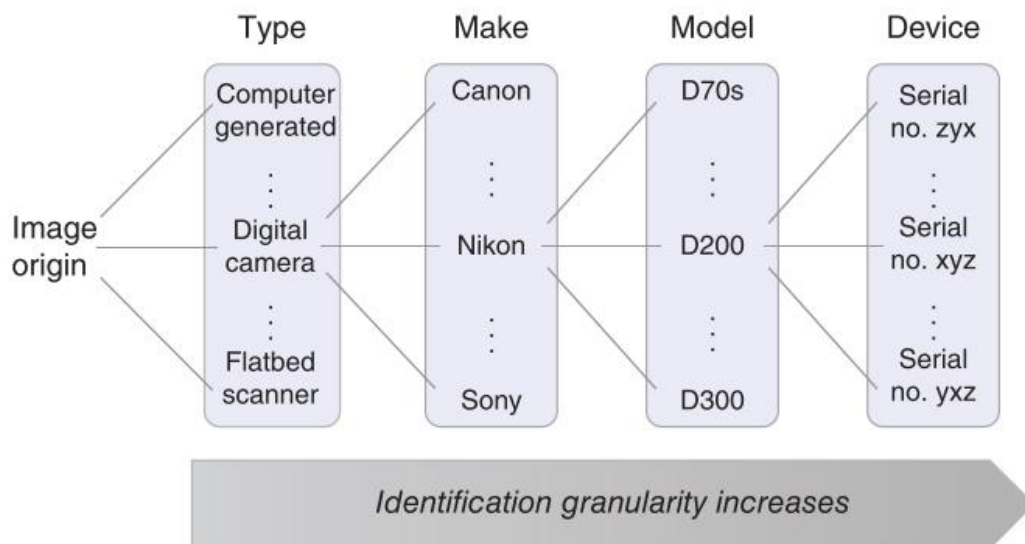 Type Make Model Device
Image
origin
Computer
generated
⋮
Digital
camera
⋮
Flatbed
scanner
Canon
⋮
Nikon
⋮
Sony
D70s
⋮
D200
⋮
D300
Serial
no. zyx
⋮
Serial
no. xyz
⋮
Serial
no. yxz
Identification granularity increases